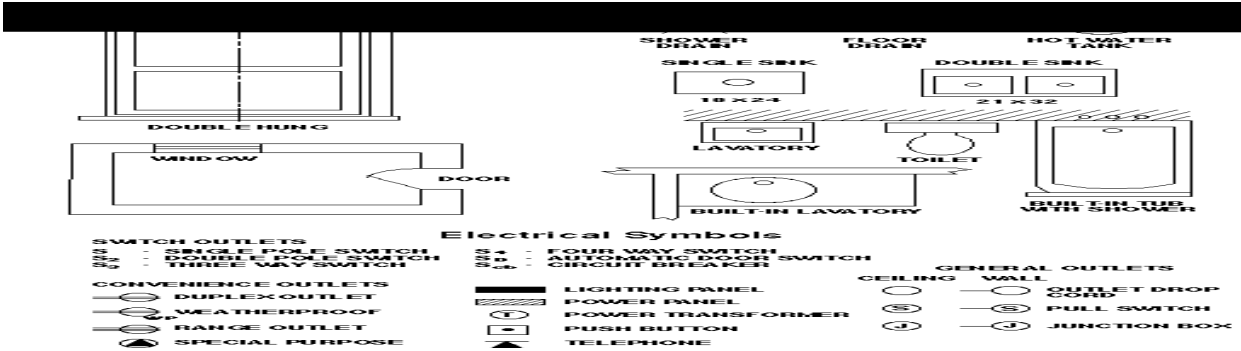 SHOWER DRAIN
FLOOR DRAIN
HOT WATER TANK
SINGLE SINK
DOUBLE SINK
18 X 24
21 X 32
DOUBLE HUNG
LAVATORY
TOILET
WINDOW
DOOR
BUILT-IN LAVATORY
BUILT-IN TUB
WITH SHOWER
Electrical Symbols
SWITCH OUTLETS
S - SINGLE POLE SWITCH
S2 - DOUBLE POLE SWITCH
S3 - THREE WAY SWITCH
S4 - FOUR WAY SWITCH
SD - AUTOMATIC DOOR SWITCH
Scb - CIRCUIT BREAKER
CONVENIENCE OUTLETS
DUPLEX OUTLET
WP WEATHERPROOF
RANGE OUTLET
SPECIAL PURPOSE
LIGHTING PANEL
POWER PANEL
T POWER TRANSFORMER
PUSH BUTTON
TELEPHONE
GENERAL OUTLETS
CEILING WALL
OUTLET DROP CORD
S S PULL SWITCH
J J JUNCTION BOX